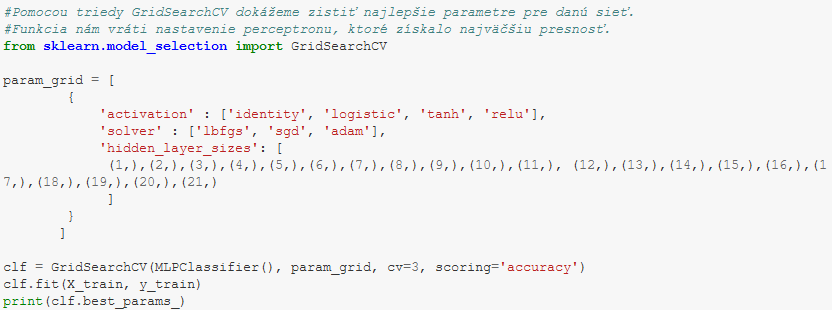 #Pomocou triedy GridSearchCV dokážeme zistiť najlepšie parametre pre danú sieť.
#Funkcia nám vráti nastavenie perceptronu, ktoré získalo najväčšiu presnosť.
from sklearn.model_selection import GridSearchCV

param_grid = [
        {
            'activation' : ['identity', 'logistic', 'tanh', 'relu'],
            'solver' : ['lbfgs', 'sgd', 'adam'],
            'hidden_layer_sizes': [
             (1,),(2,),(3,),(4,),(5,),(6,),(7,),(8,),(9,),(10,),(11,), (12,),(13,),(14,),(15,),(16,),(1
7,),(18,),(19,),(20,),(21,)
             ]
        }
       ]

clf = GridSearchCV(MLPClassifier(), param_grid, cv=3, scoring='accuracy')
clf.fit(X_train, y_train)
print(clf.best_params_)